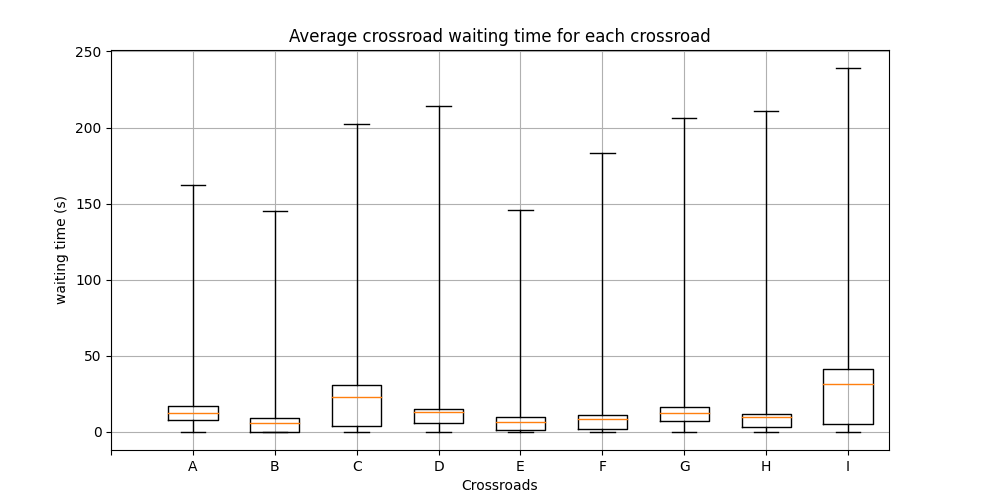 Average crossroad waiting time for each crossroad
250
200
150
100
50
0
waiting time (s)
A B C D E F G H I
Crossroads